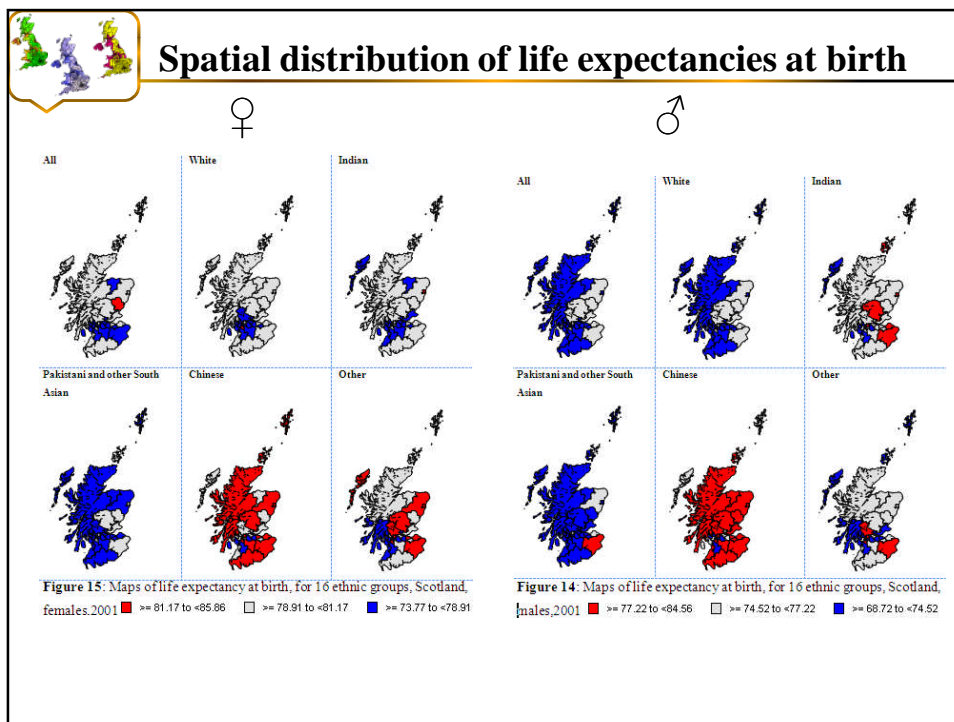 Spatial distribution of life expectancies at birth
♀
♂
All
White
Indian
Pakistani and other South
Asian
Chinese
Other
Figure 15: Maps of life expectancy at birth, for 16 ethnic groups, Scotland,
females.2001 >= 81.17 to <85.86 >= 78.91 to <81.17 >= 73.77 to <78.91
All
White
Indian
Pakistani and other South
Asian
Chinese
Other
Figure 14: Maps of life expectancy at birth, for 16 ethnic groups, Scotland,
males,2001 >= 77.22 to <84.56 >= 74.52 to <77.22 >= 68.72 to <74.52